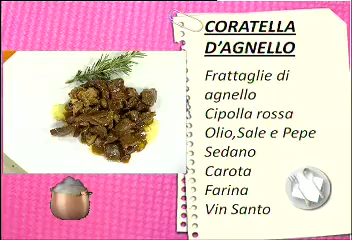 CORATELLA
D'AGNELLO
Frattaglie di
agnello
Cipolla rossa
Olio,Sale e Pepe
Sedano
Carota
Farina
Vin Santo